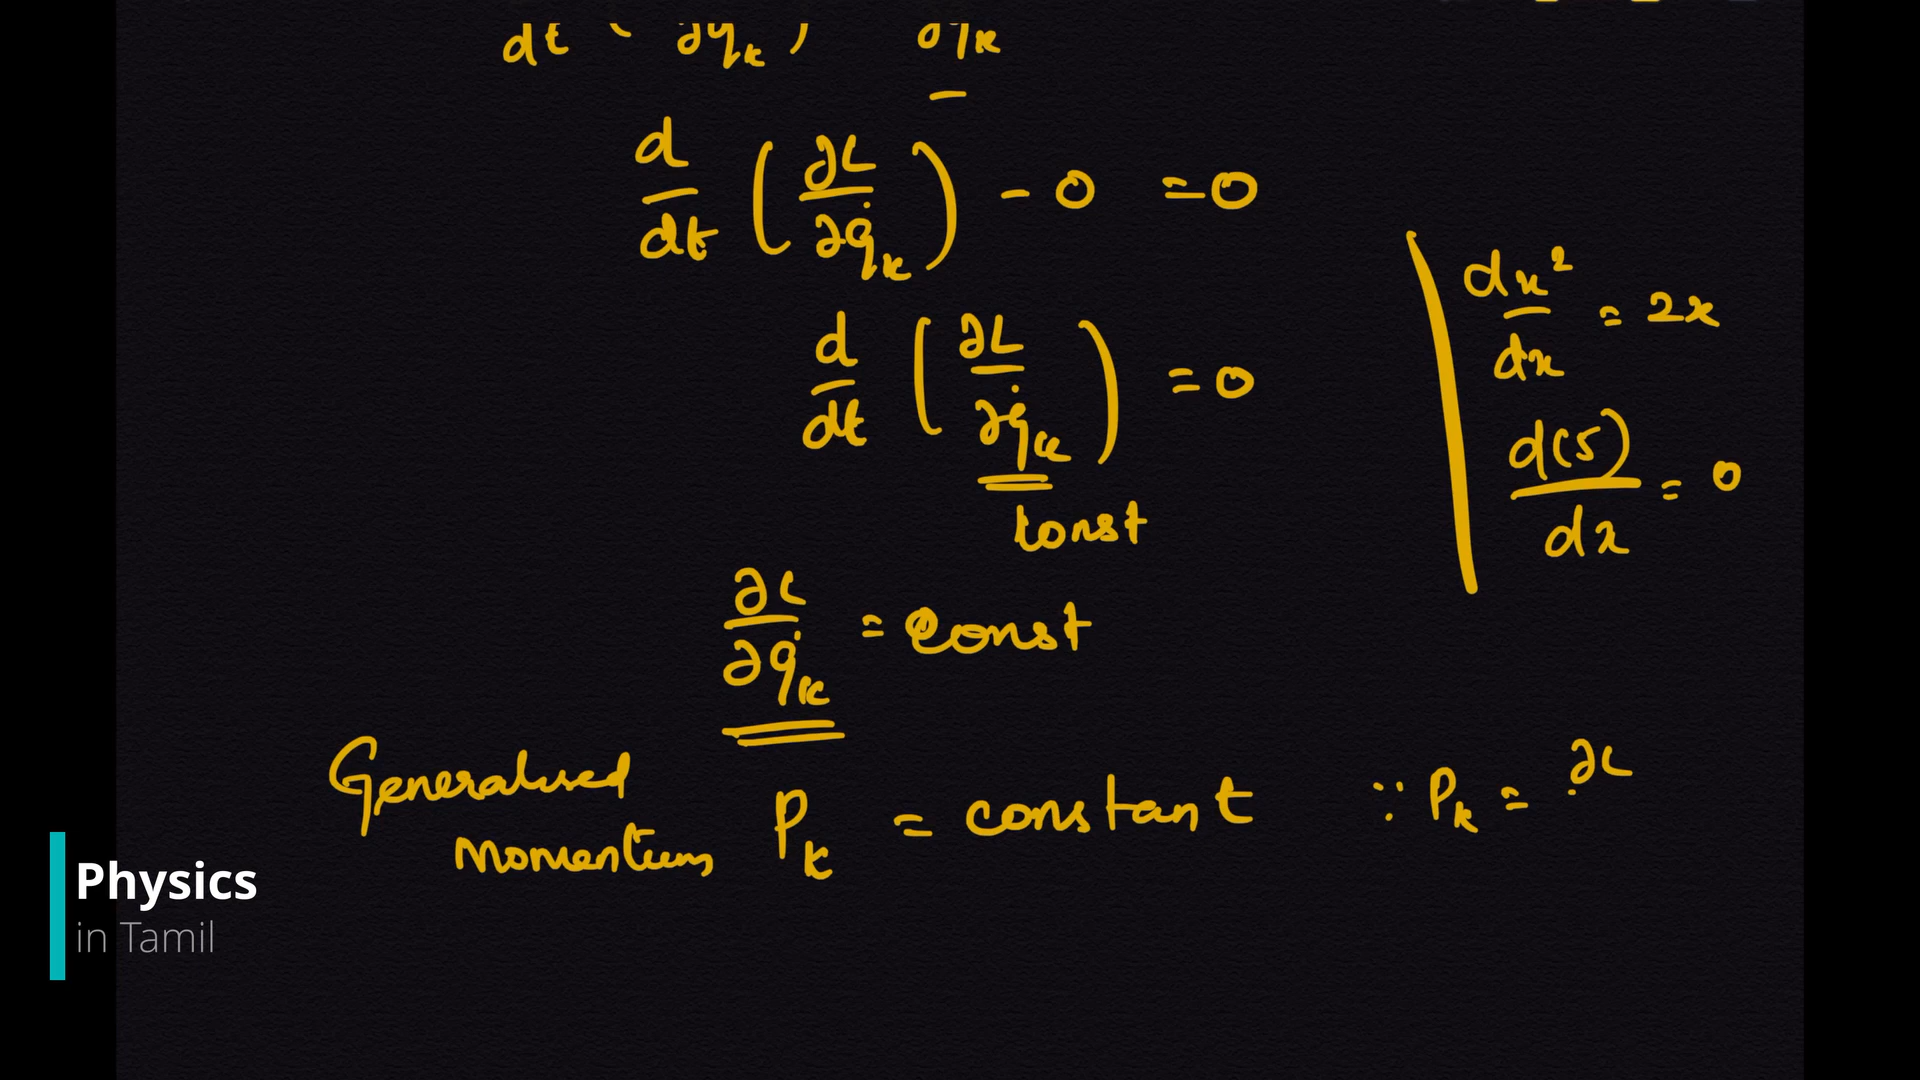 d/dt (∂L/∂q̇k) - 0 = 0
d/dt (∂L/∂q̇k) = 0
const
∂L/∂q̇k = const
Generalised
momentum Pk = constant ∵ Pk = ∂L
dx²/dx = 2x
d(5)/dx = 0
Physics
in Tamil